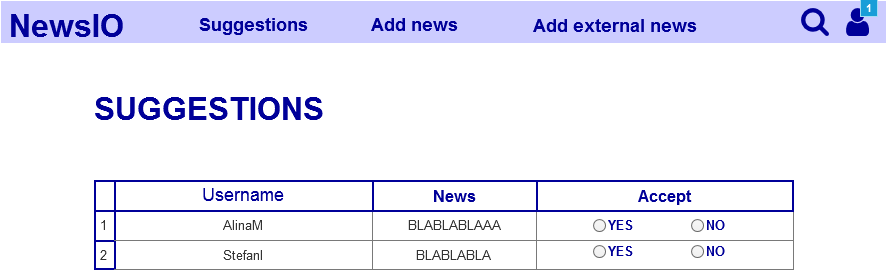 NewsIO Suggestions Add news Add external news 1
SUGGESTIONS
Username News Accept
1 AlinaM BLABLABLAAA YES NO
2 StefanI BLABLABLA YES NO